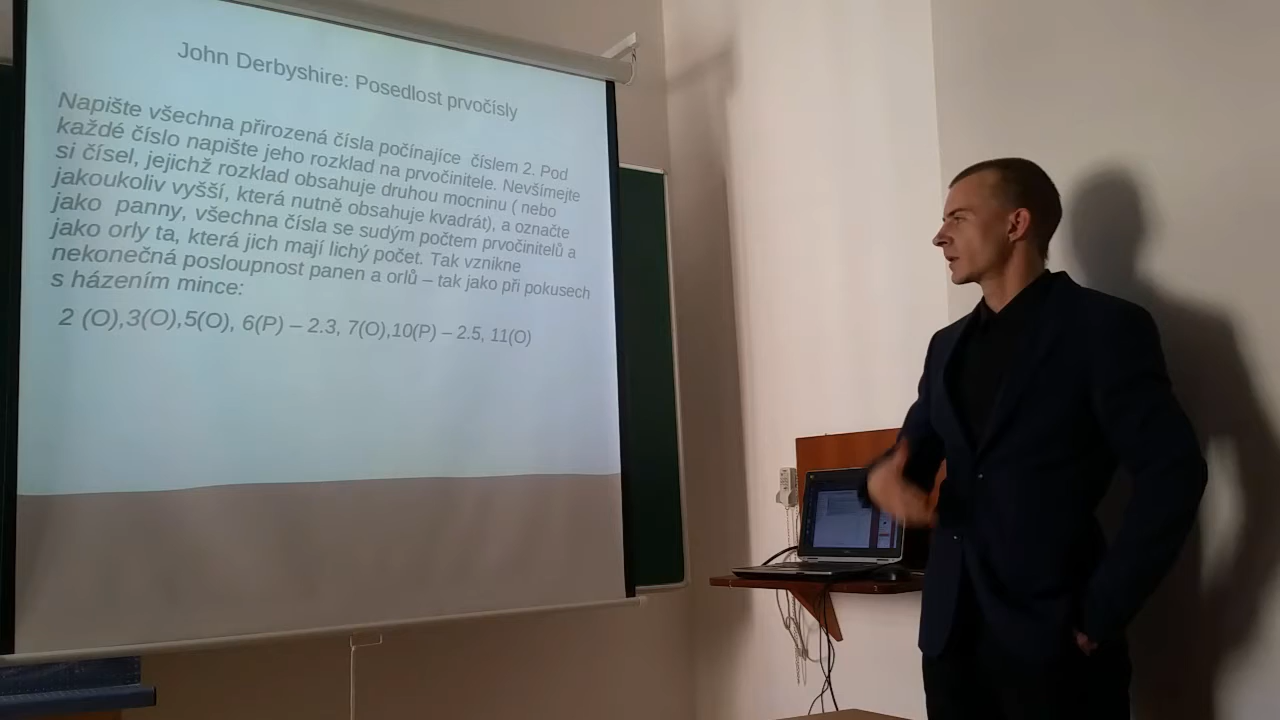 John Derbyshire: Posedlost prvočísly
Napište všechna přirozená čísla počínajíce  číslem 2. Pod
každé číslo napište jeho rozklad na prvočinitele. Nevšímejte
si čísel, jejichž rozklad obsahuje druhou mocninu ( nebo
jakoukoliv vyšší, která nutně obsahuje kvadrát), a označte
jako  panny, všechna čísla se sudým počtem prvočinitelů a
jako orly ta, která jich mají lichý počet. Tak vznikne
nekonečná posloupnost panen a orlů – tak jako při pokusech
s házením mince:
2 (O),3(O),5(O), 6(P) – 2.3, 7(O),10(P) – 2.5, 11(O)